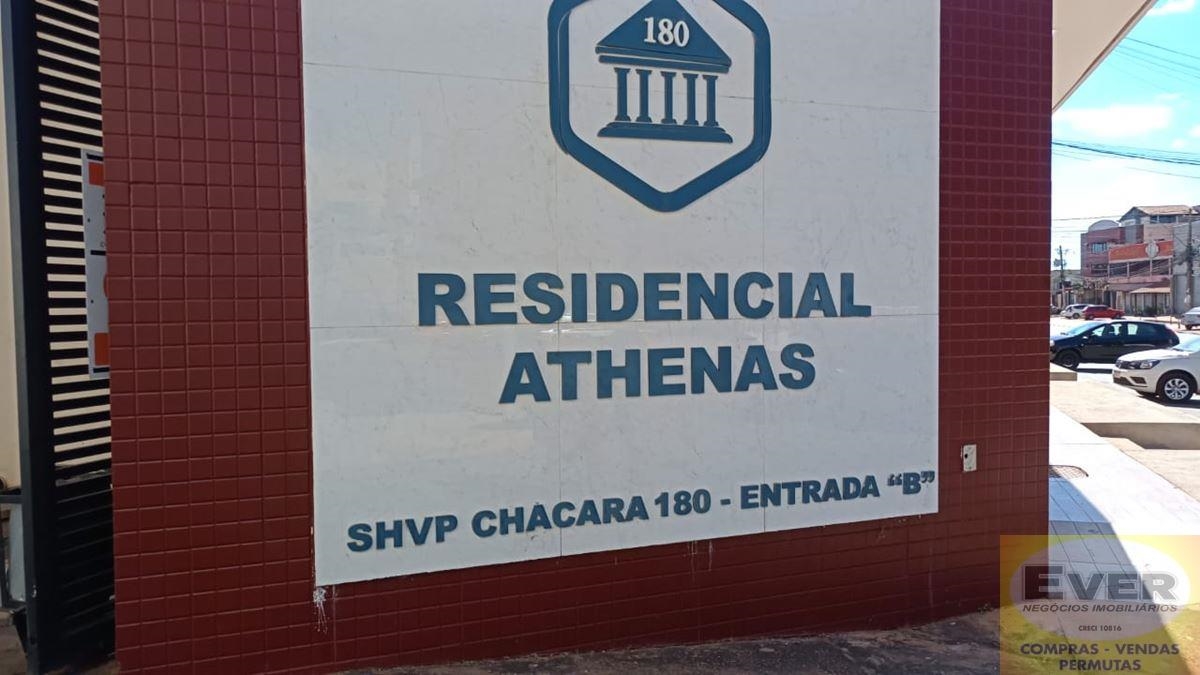 180
RESIDENCIAL
ATHENAS
SHVP CHACARA 180 - ENTRADA “B”
EVER
NEGÓCIOS IMOBILIÁRIOS
CRECI 10816
COMPRAS - VENDAS
PERMUTAS